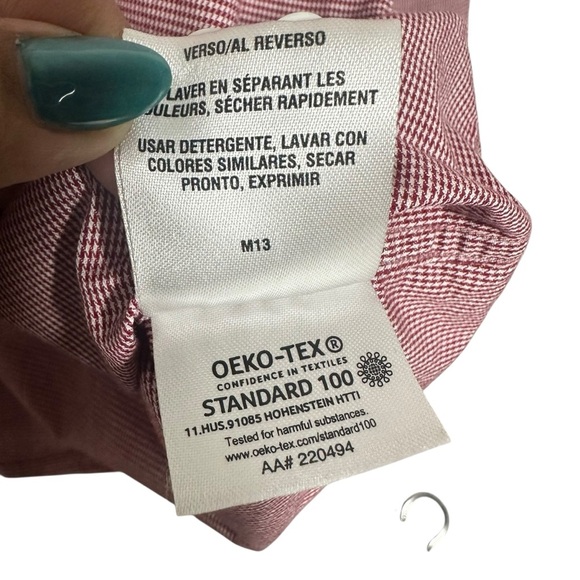 VERSO/AL REVERSO
LAVER EN SÉPARANT LES
SÉCHER RAPIDEMENT
USAR DETERGENTE, LAVAR CON
COLORES SIMILARES, SECAR
PRONTO, EXPRIMIR
M13
OEKO-TEX®
CONFIDENCE IN TEXTILES
STANDARD 100
11.HUS.91085 HOHENSTEIN HTTI
Tested for harmful substances.
www.oeko-tex.com/standard100
AA# 220494